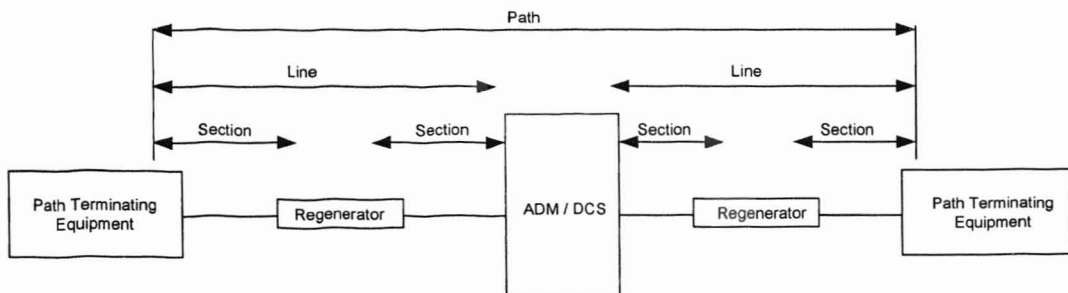 Path
Line
Line
Section
Section
Section
Section
Path Terminating
Equipment
Regenerator
ADM / DCS
Regenerator
Path Terminating
Equipment